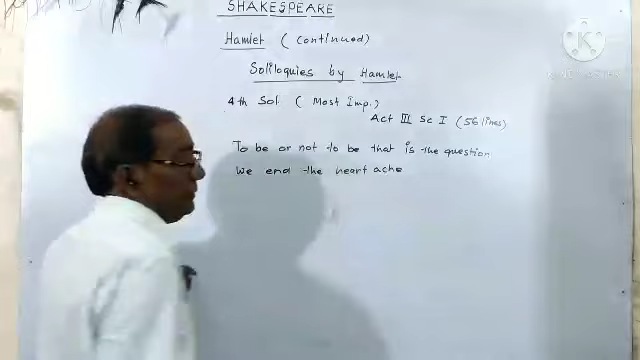 SHAKESPEARE
Hamlet (Continued)
Soliloquies by Hamlet
4th Sol (Most Imp.)
Act III Sc I (56 lines)
To be or not to be that is the question
We end the heart ache